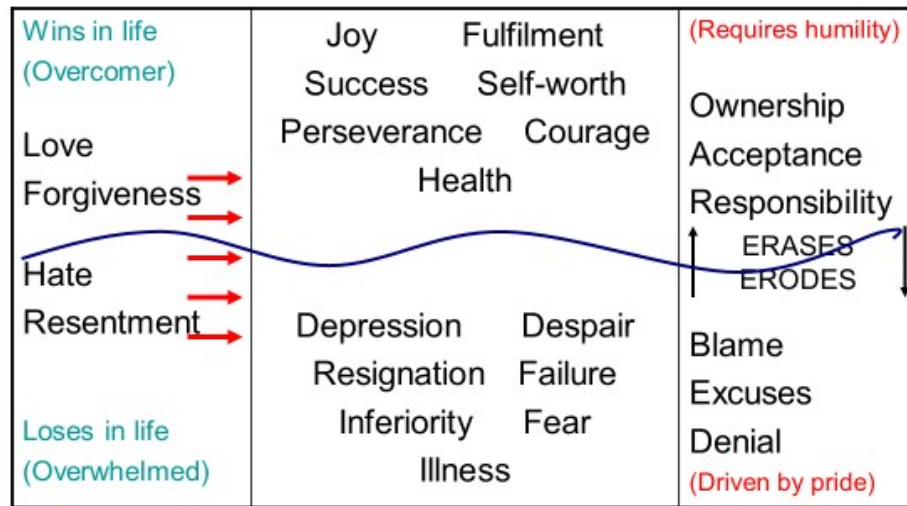 Wins in life
(Overcomer)
Love
Forgiveness
Hate
Resentment
Loses in life
(Overwhelmed)
Joy Fulfilment
Success Self-worth
Perseverance Courage
Health
Depression Despair
Resignation Failure
Inferiority Fear
Illness
(Requires humility)
Ownership
Acceptance
Responsibility
ERASES
ERODES
Blame
Excuses
Denial
(Driven by pride)